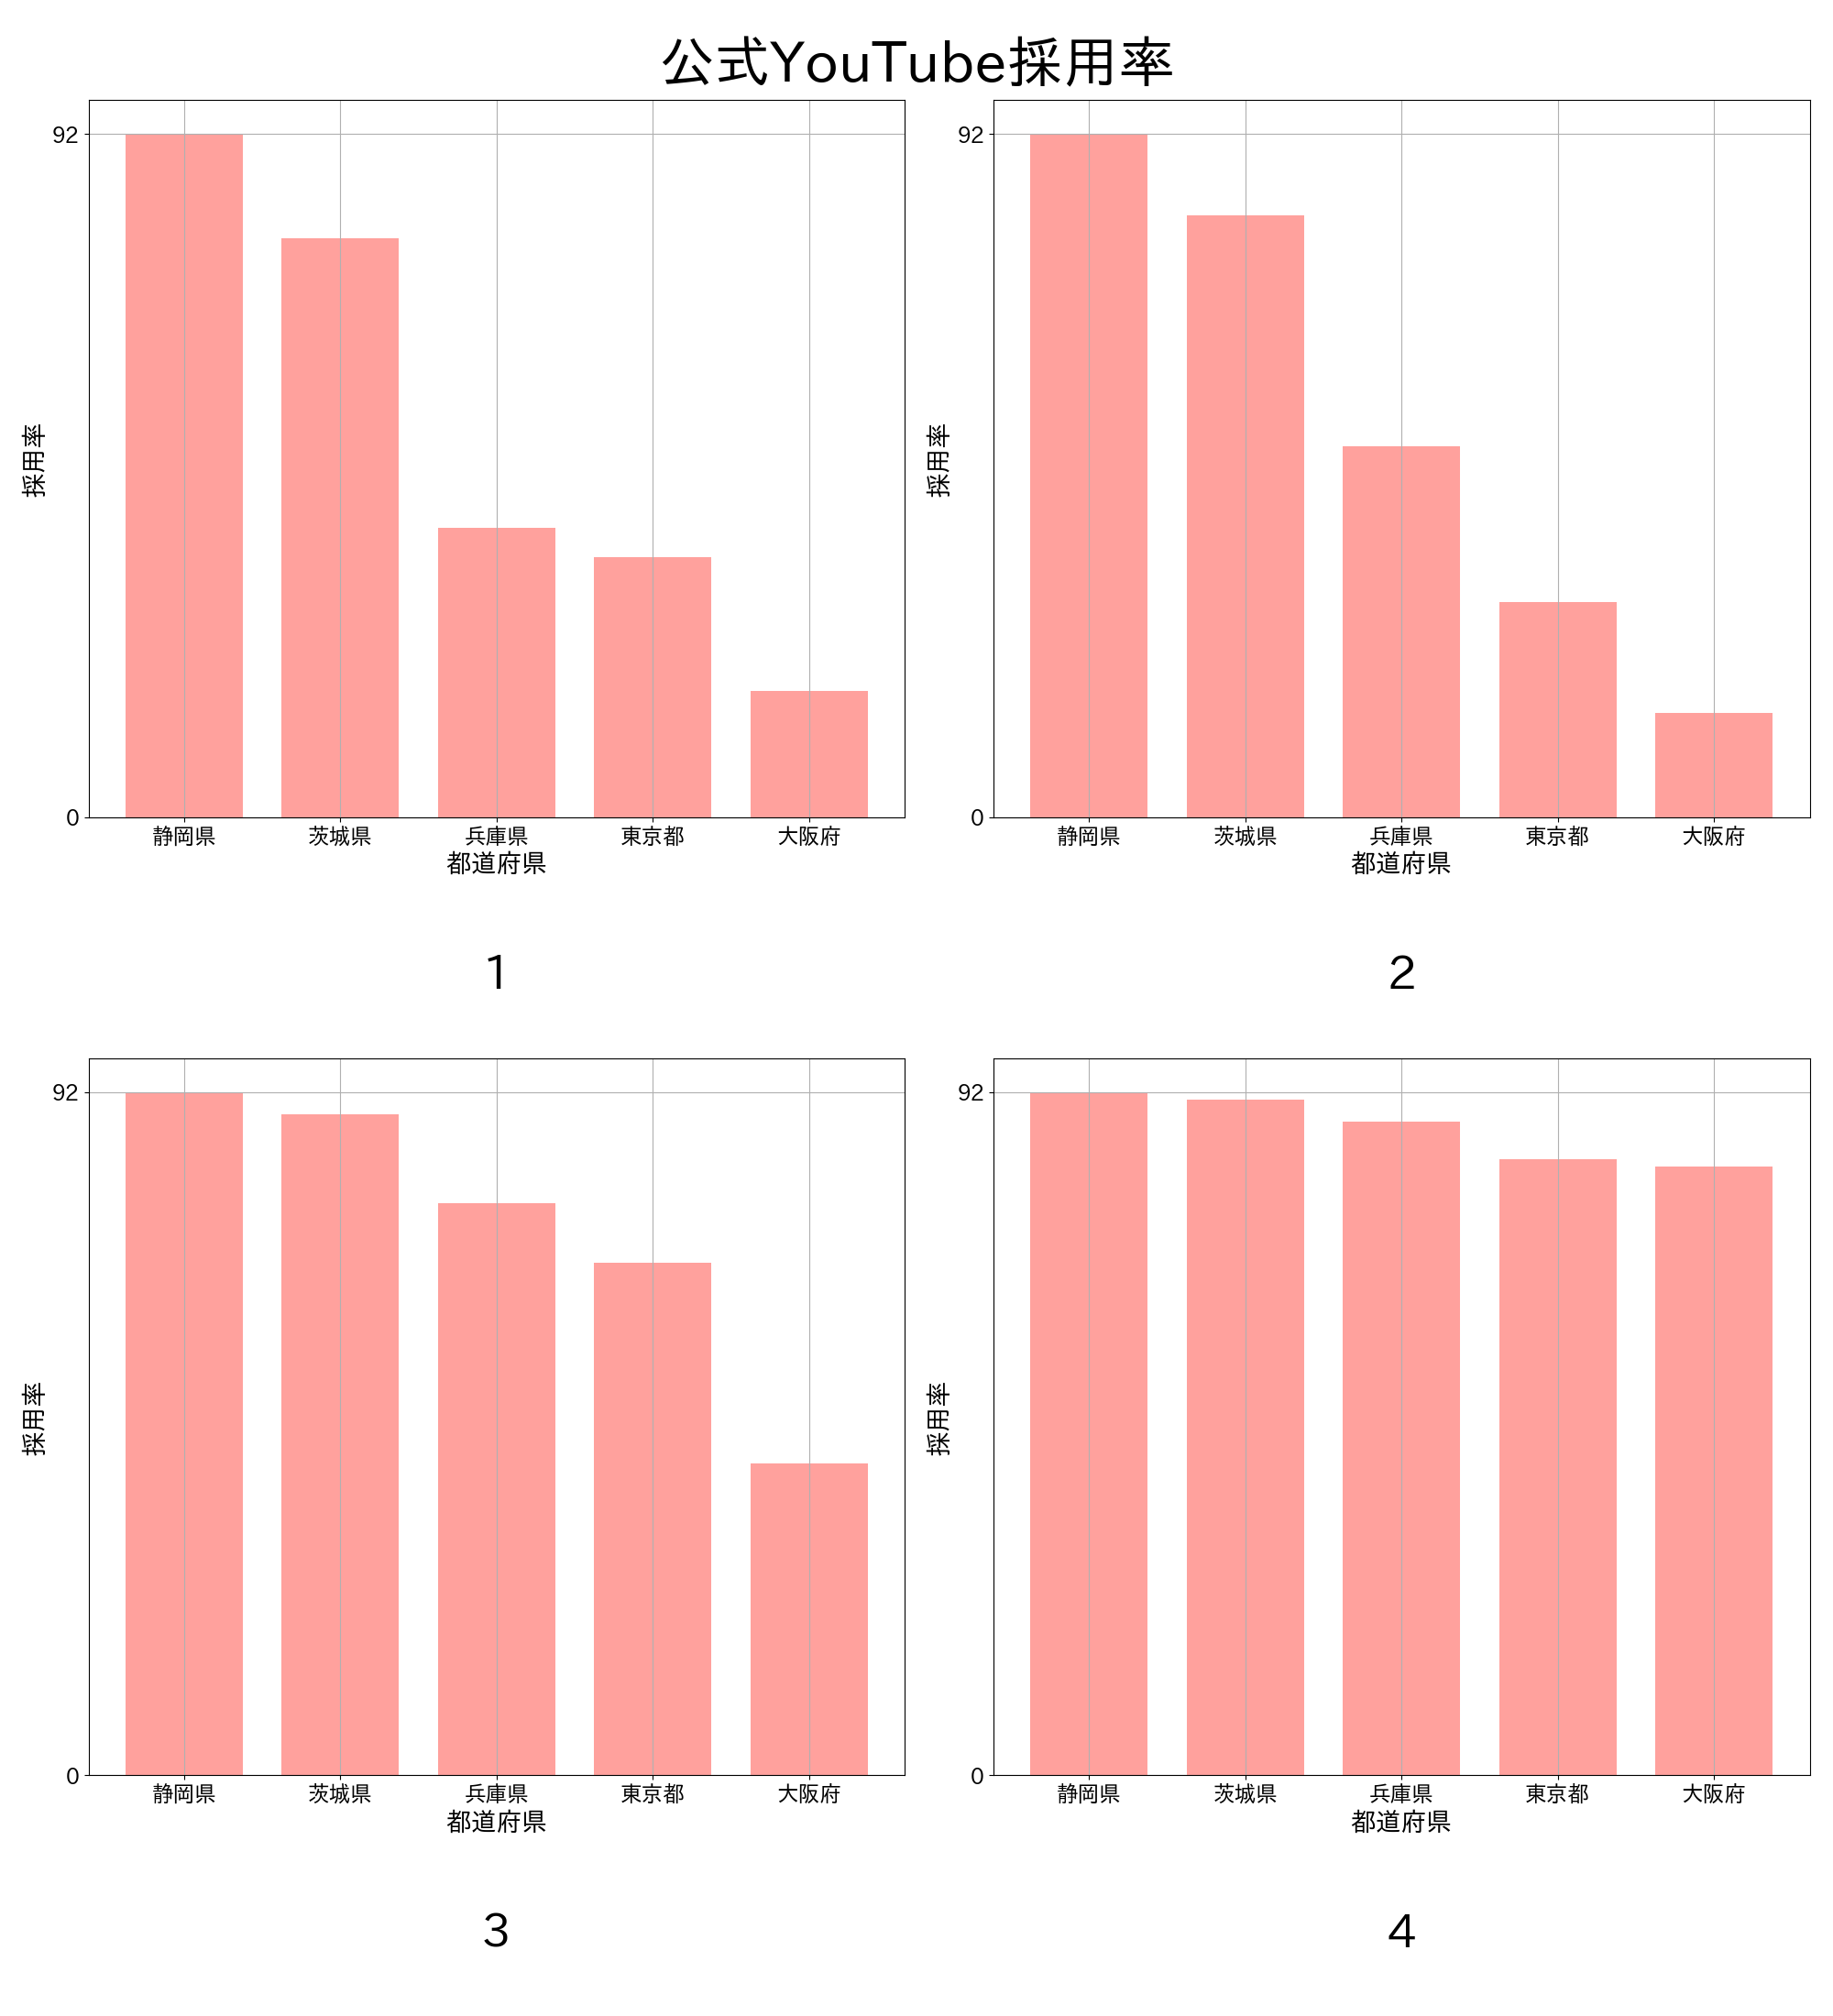 公式YouTube採用率
92
採用率
0
静岡県 茨城県 兵庫県 東京都 大阪府
都道府県
1
92
採用率
0
静岡県 茨城県 兵庫県 東京都 大阪府
都道府県
2
92
採用率
0
静岡県 茨城県 兵庫県 東京都 大阪府
都道府県
3
92
採用率
0
静岡県 茨城県 兵庫県 東京都 大阪府
都道府県
4